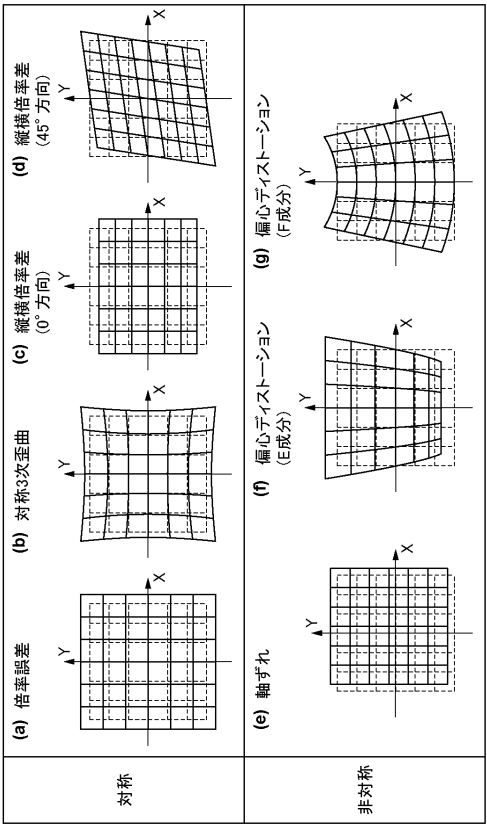 対称
(a) 倍率誤差
Y
X
(b) 対称3次歪曲
Y
X
(c) 縦横倍率差
(0°方向)
Y
X
(d) 縦横倍率差
(45°方向)
Y
X
非対称
(e) 軸ずれ
Y
X
(f) 偏心ディストーション
(E成分)
Y
X
(g) 偏心ディストーション
(F成分)
Y
X